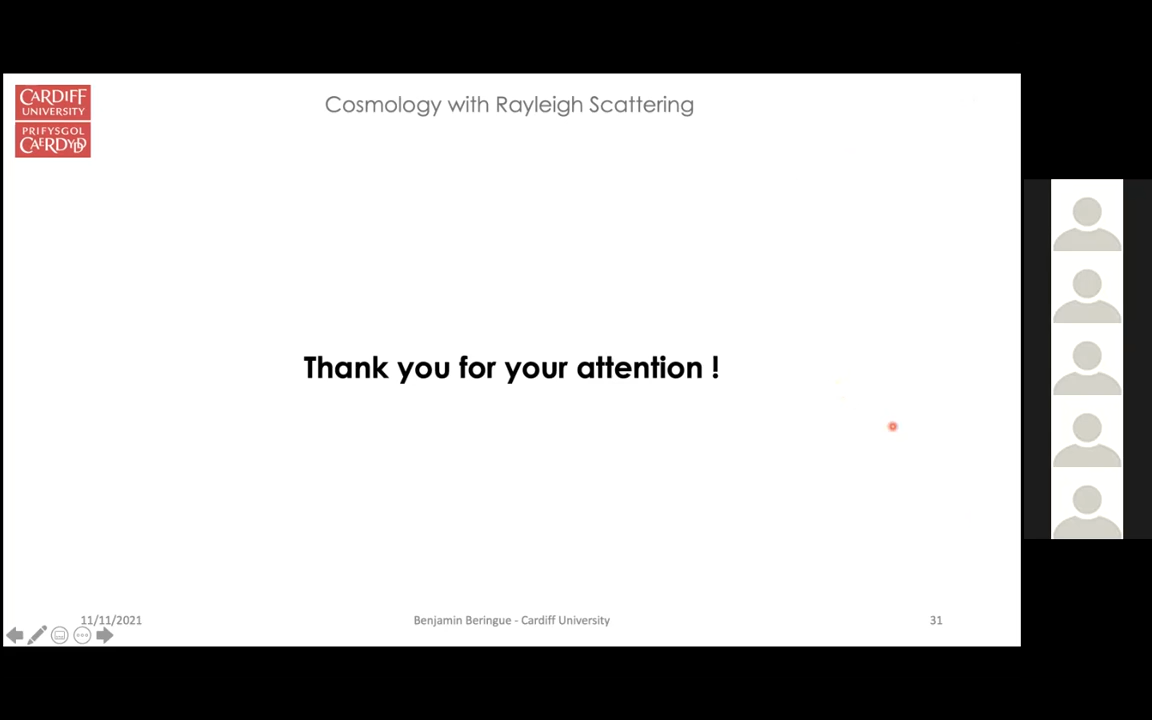 CARDIFF
UNIVERSITY
PRIFYSGOL
CAERDYDD
Cosmology with Rayleigh Scattering
Thank you for your attention !
11/11/2021
Benjamin Beringue - Cardiff University
31